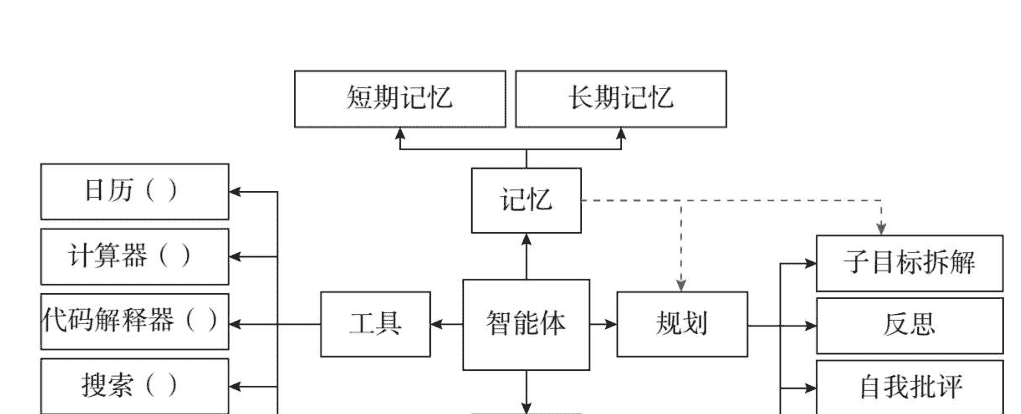 短期记忆
长期记忆
记忆
日历（ ）
计算器（ ）
代码解释器（ ）
搜索（ ）
工具
智能体
规划
子目标拆解
反思
自我批评